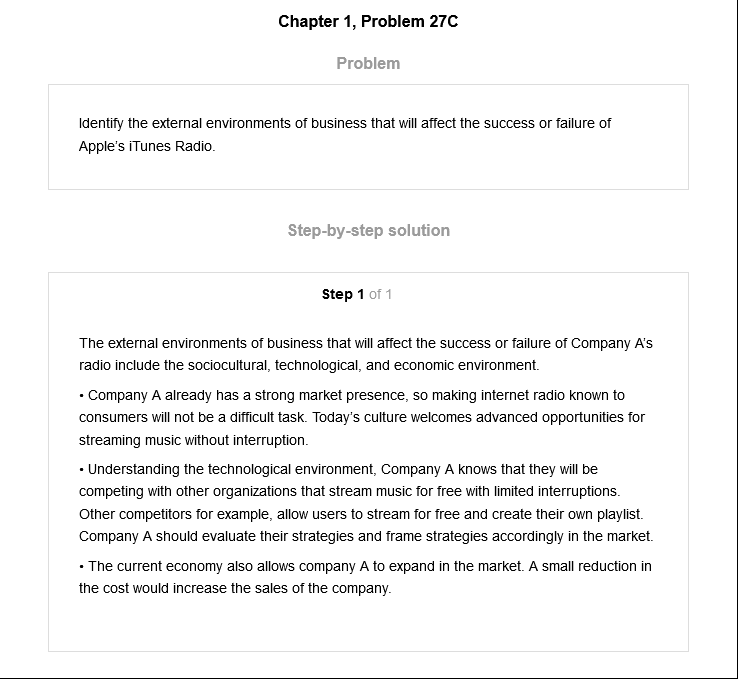 Chapter 1, Problem 27C
Problem
Identify the external environments of business that will affect the success or failure of
Apple's iTunes Radio.
Step-by-step solution
Step 1 of 1
The external environments of business that will affect the success or failure of Company A's
radio include the sociocultural, technological, and economic environment.
• Company A already has a strong market presence, so making internet radio known to
consumers will not be a difficult task. Today's culture welcomes advanced opportunities for
streaming music without interruption.
• Understanding the technological environment, Company A knows that they will be
competing with other organizations that stream music for free with limited interruptions.
Other competitors for example, allow users to stream for free and create their own playlist.
Company A should evaluate their strategies and frame strategies accordingly in the market.
• The current economy also allows company A to expand in the market. A small reduction in
the cost would increase the sales of the company.